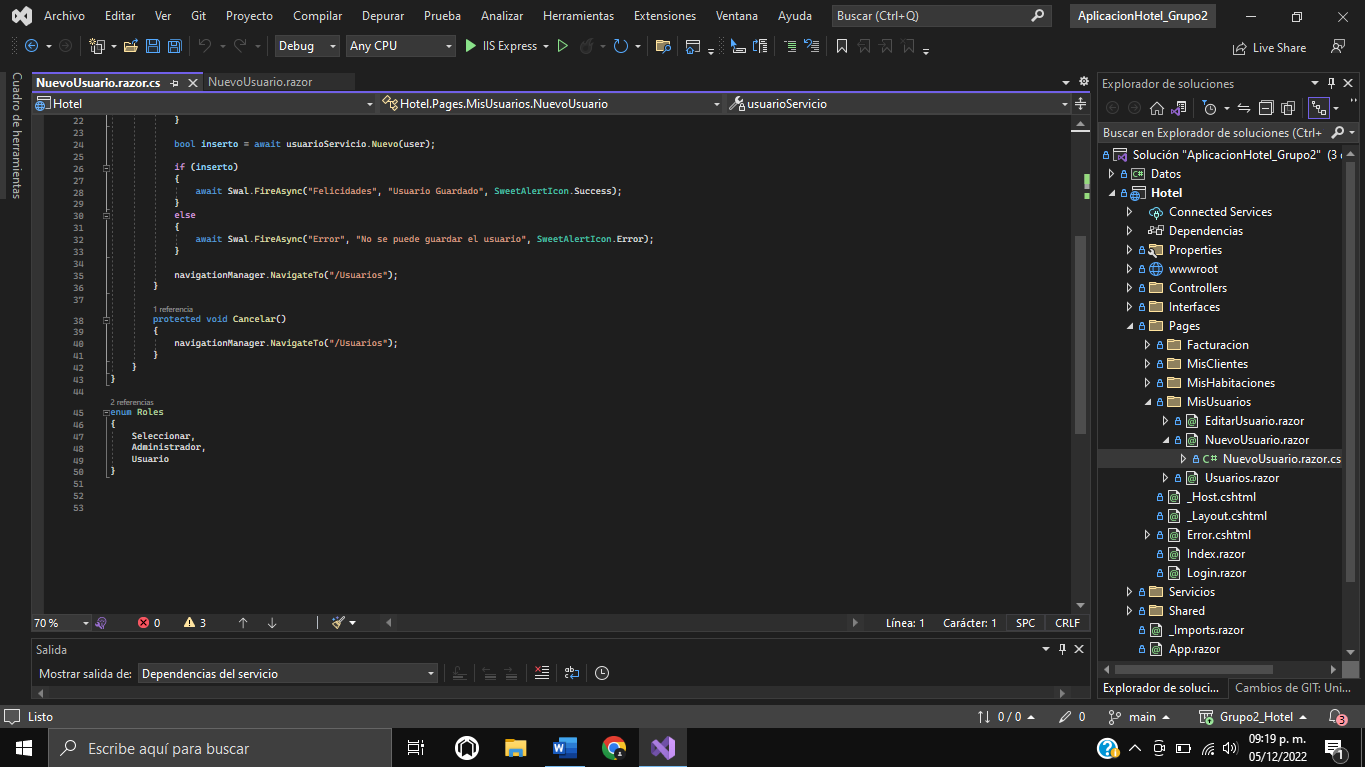 Archivo Editar Ver Git Proyecto Compilar Depurar Prueba Analizar Herramientas Extensiones Ventana Ayuda Buscar (Ctrl+Q) AplicacionHotel_Grupo2
Debug Any CPU IIS Express Live Share
Cuadro de herramientas
NuevoUsuario.razor.cs NuevoUsuario.razor
Hotel Hotel.Pages.MisUsuarios.NuevoUsuario usuarioServicio
22 }
23
24 bool inserto = await usuarioServicio.Nuevo(user);
25
26 if (inserto)
27 {
28 await Swal.FireAsync("Felicidades", "Usuario Guardado", SweetAlertIcon.Success);
29 }
30 else
31 {
32 await Swal.FireAsync("Error", "No se puede guardar el usuario", SweetAlertIcon.Error);
33 }
34
35 navigationManager.NavigateTo("/Usuarios");
36 }
37
1 referencia
38 protected void Cancelar()
39 {
40 navigationManager.NavigateTo("/Usuarios");
41 }
42 }
43 }
44
2 referencias
45 enum Roles
46 {
47 Seleccionar,
48 Administrador,
49 Usuario
50 }
51
52
53
70 % 0 3 Línea: 1 Carácter: 1 SPC CRLF
Salida
Mostrar salida de: Dependencias del servicio
Explorador de soluciones
Buscar en Explorador de soluciones (Ctrl+
Solución "AplicacionHotel_Grupo2" (3
Datos
Hotel
Connected Services
Dependencias
Properties
wwwroot
Controllers
Interfaces
Pages
Facturacion
MisClientes
MisHabitaciones
MisUsuarios
EditarUsuario.razor
NuevoUsuario.razor
C# NuevoUsuario.razor.cs
Usuarios.razor
_Host.cshtml
_Layout.cshtml
Error.cshtml
Index.razor
Login.razor
Servicios
Shared
_Imports.razor
App.razor
Explorador de soluci... Cambios de GIT: Uni...
Listo 0 / 0 0 main Grupo2_Hotel 3
Escribe aquí para buscar 09:19 p. m.
05/12/2022 1